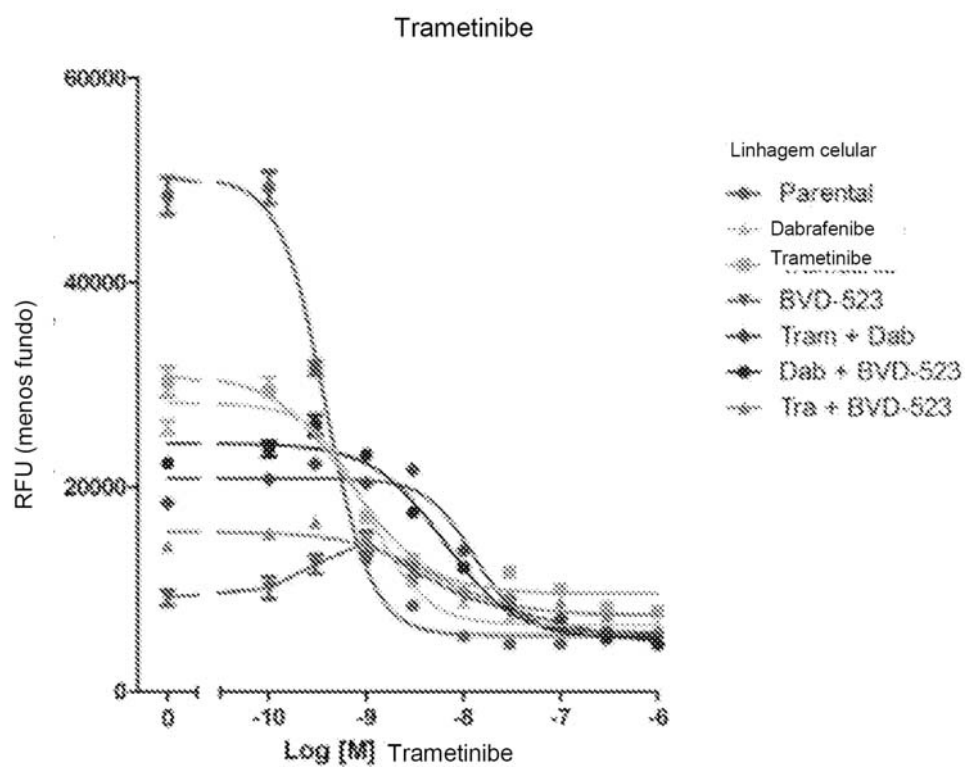 Trametinibe
60000
40000
20000
0
RFU (menos fundo)
0
-10
-9
-8
-7
-6
Log [M] Trametinibe
Linhagem celular
Parental
Dabrafenibe
Trametinibe
BVD-523
Tram + Dab
Dab + BVD-523
Tra + BVD-523